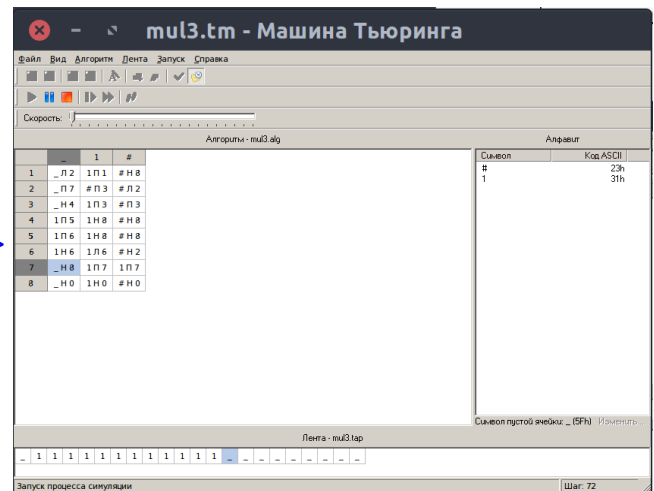 mul3.tm - Машина Тьюринга
Файл Вид Алгоритм Лента Запуск Справка
Скорость:
Алгоритм - mul3.alg Алфавит
_ 1 #
1 _Л2 1П1 #Н8
2 _П7 #П3 #Л2
3 _Н4 1П3 #П3
4 1П5 1Н8 #Н8
5 1П6 1Н8 #Н8
6 1Н6 1Л6 #Н2
7 _Н8 1П7 1П7
8 _Н0 1Н0 #Н0
Символ Код ASCII
# 23h
1 31h
Символ пустой ячейки: _ (5Fh) Изменить...
Лента - mul3.tap
_ 1 1 1 1 1 1 1 1 1 1 1 1 _ _ _ _ _ _ _ _ _
Запуск процесса симуляции Шаг: 72